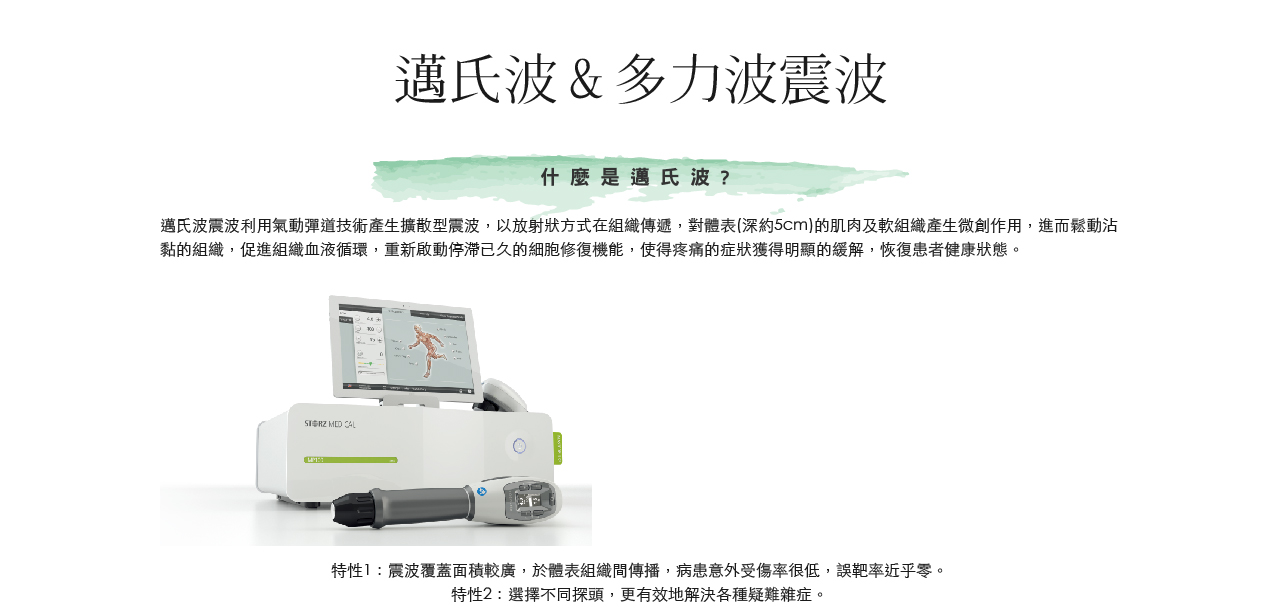 邁氏波 & 多力波震波
什麼是邁氏波?
邁氏波震波利用氣動彈道技術產生擴散型震波，以放射狀方式在組織傳遞，對體表(深約5cm)的肌肉及軟組織產生微創作用，進而鬆動沾
黏的組織，促進組織血液循環，重新啟動停滯已久的細胞修復機能，使得疼痛的症狀獲得明顯的緩解，恢復患者健康狀態。
STORZ MEDICAL
特性1：震波覆蓋面積較廣，於體表組織間傳播，病患意外受傷率很低，誤靶率近乎零。
特性2：選擇不同探頭，更有效地解決各種疑難雜症。